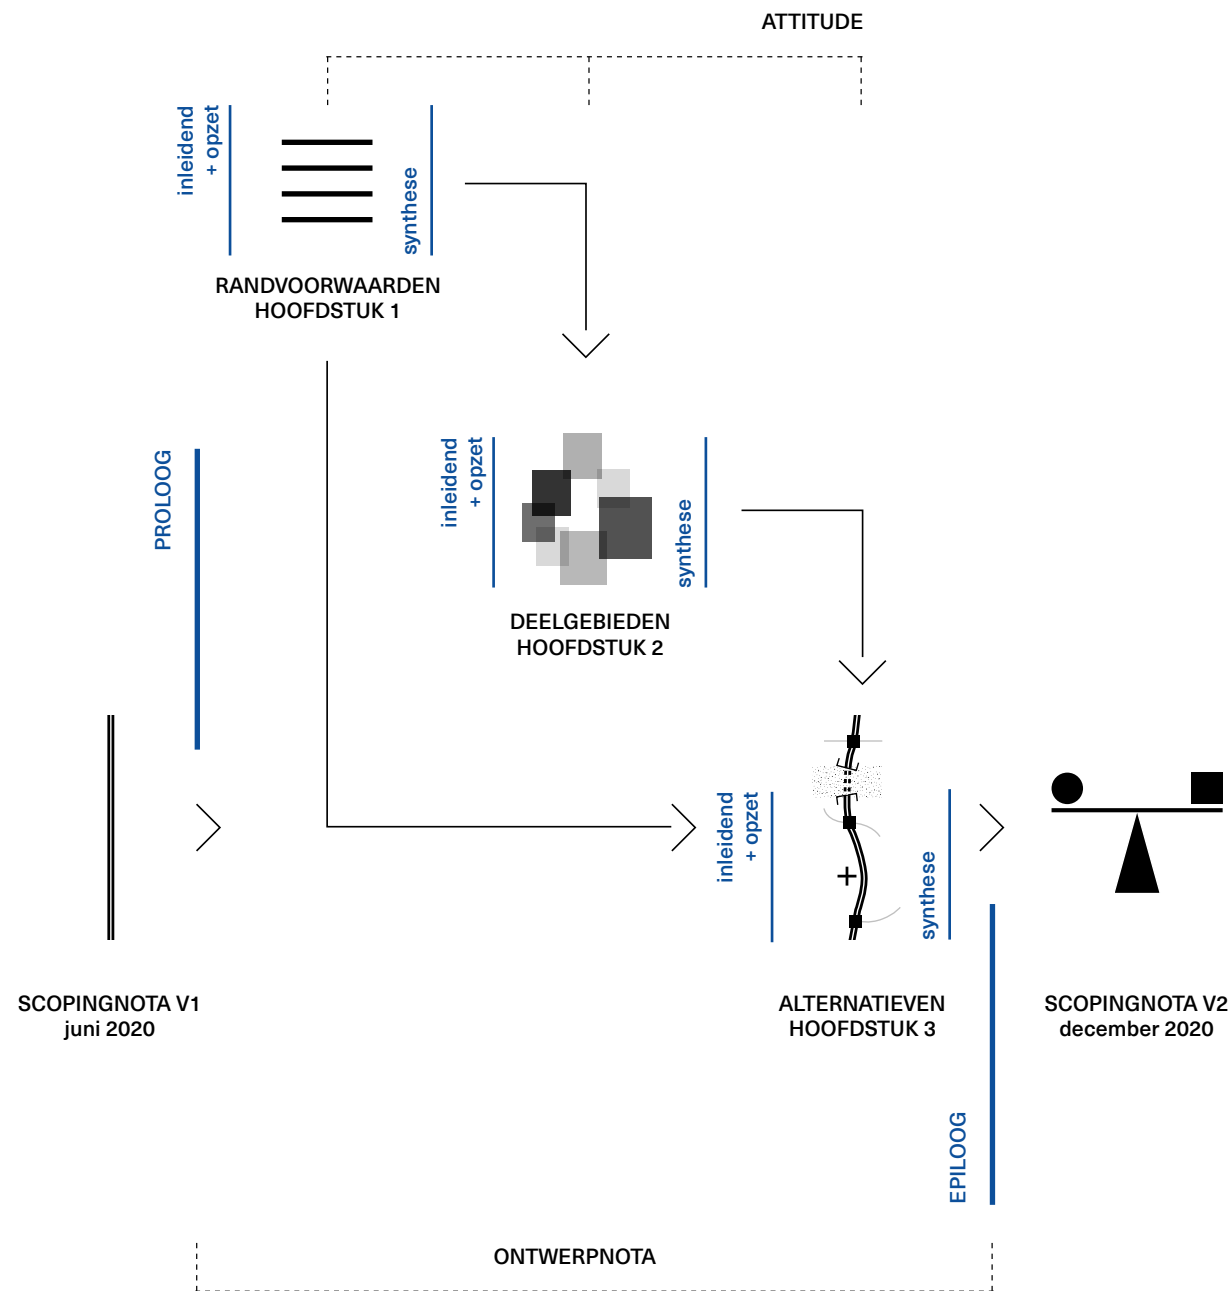 ATTITUDE
inleidend
+ opzet
synthese
RANDVOORWAARDEN
HOOFDSTUK 1
PROLOOG
inleidend
+ opzet
synthese
DEELGEBIEDEN
HOOFDSTUK 2
inleidend
+ opzet
synthese
SCOPINGNOTA V1
juni 2020
ALTERNATIEVEN
HOOFDSTUK 3
SCOPINGNOTA V2
december 2020
EPILOOG
ONTWERPNOTA